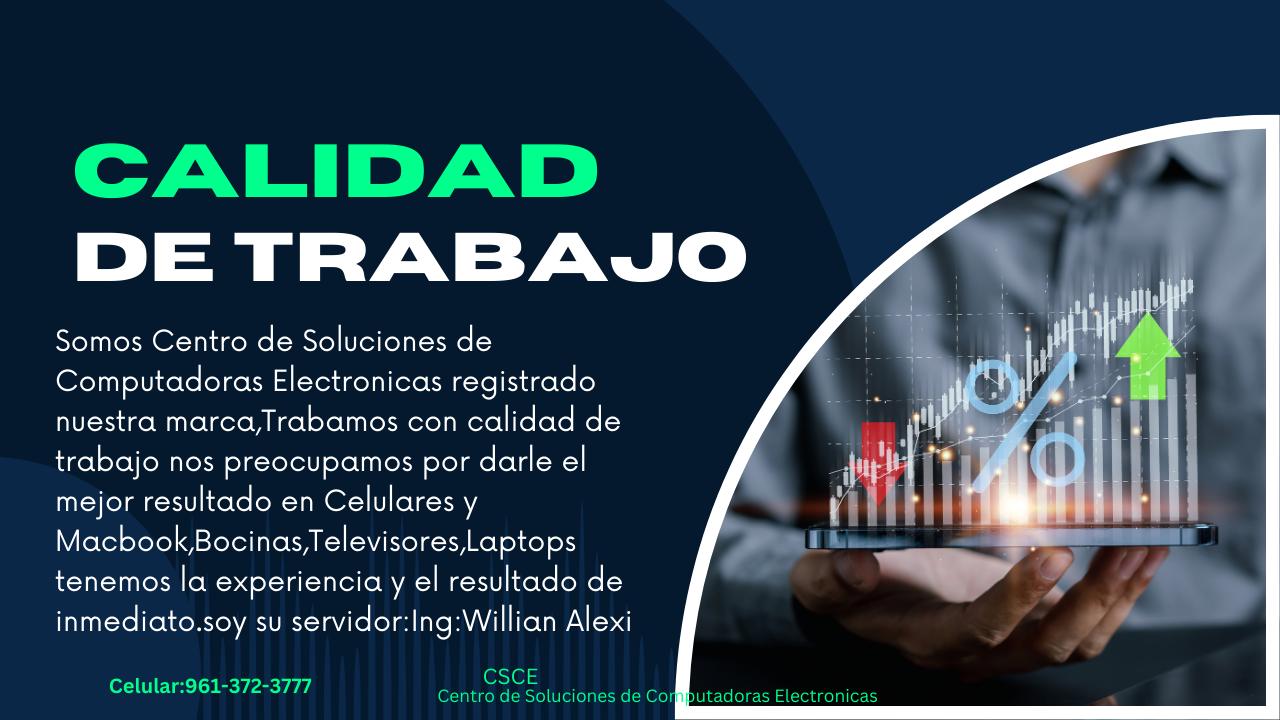 CALIDAD
DE TRABAJO
Somos Centro de Soluciones de
Computadoras Electronicas registrado
nuestra marca,Trabamos con calidad de
trabajo nos preocupamos por darle el
mejor resultado en Celulares y
Macbook,Bocinas,Televisores,Laptops
tenemos la experiencia y el resultado de
inmediato.soy su servidor:Ing:Willian Alexi
Celular:961-372-3777
CSCE
Centro de Soluciones de Computadoras Electronicas
%